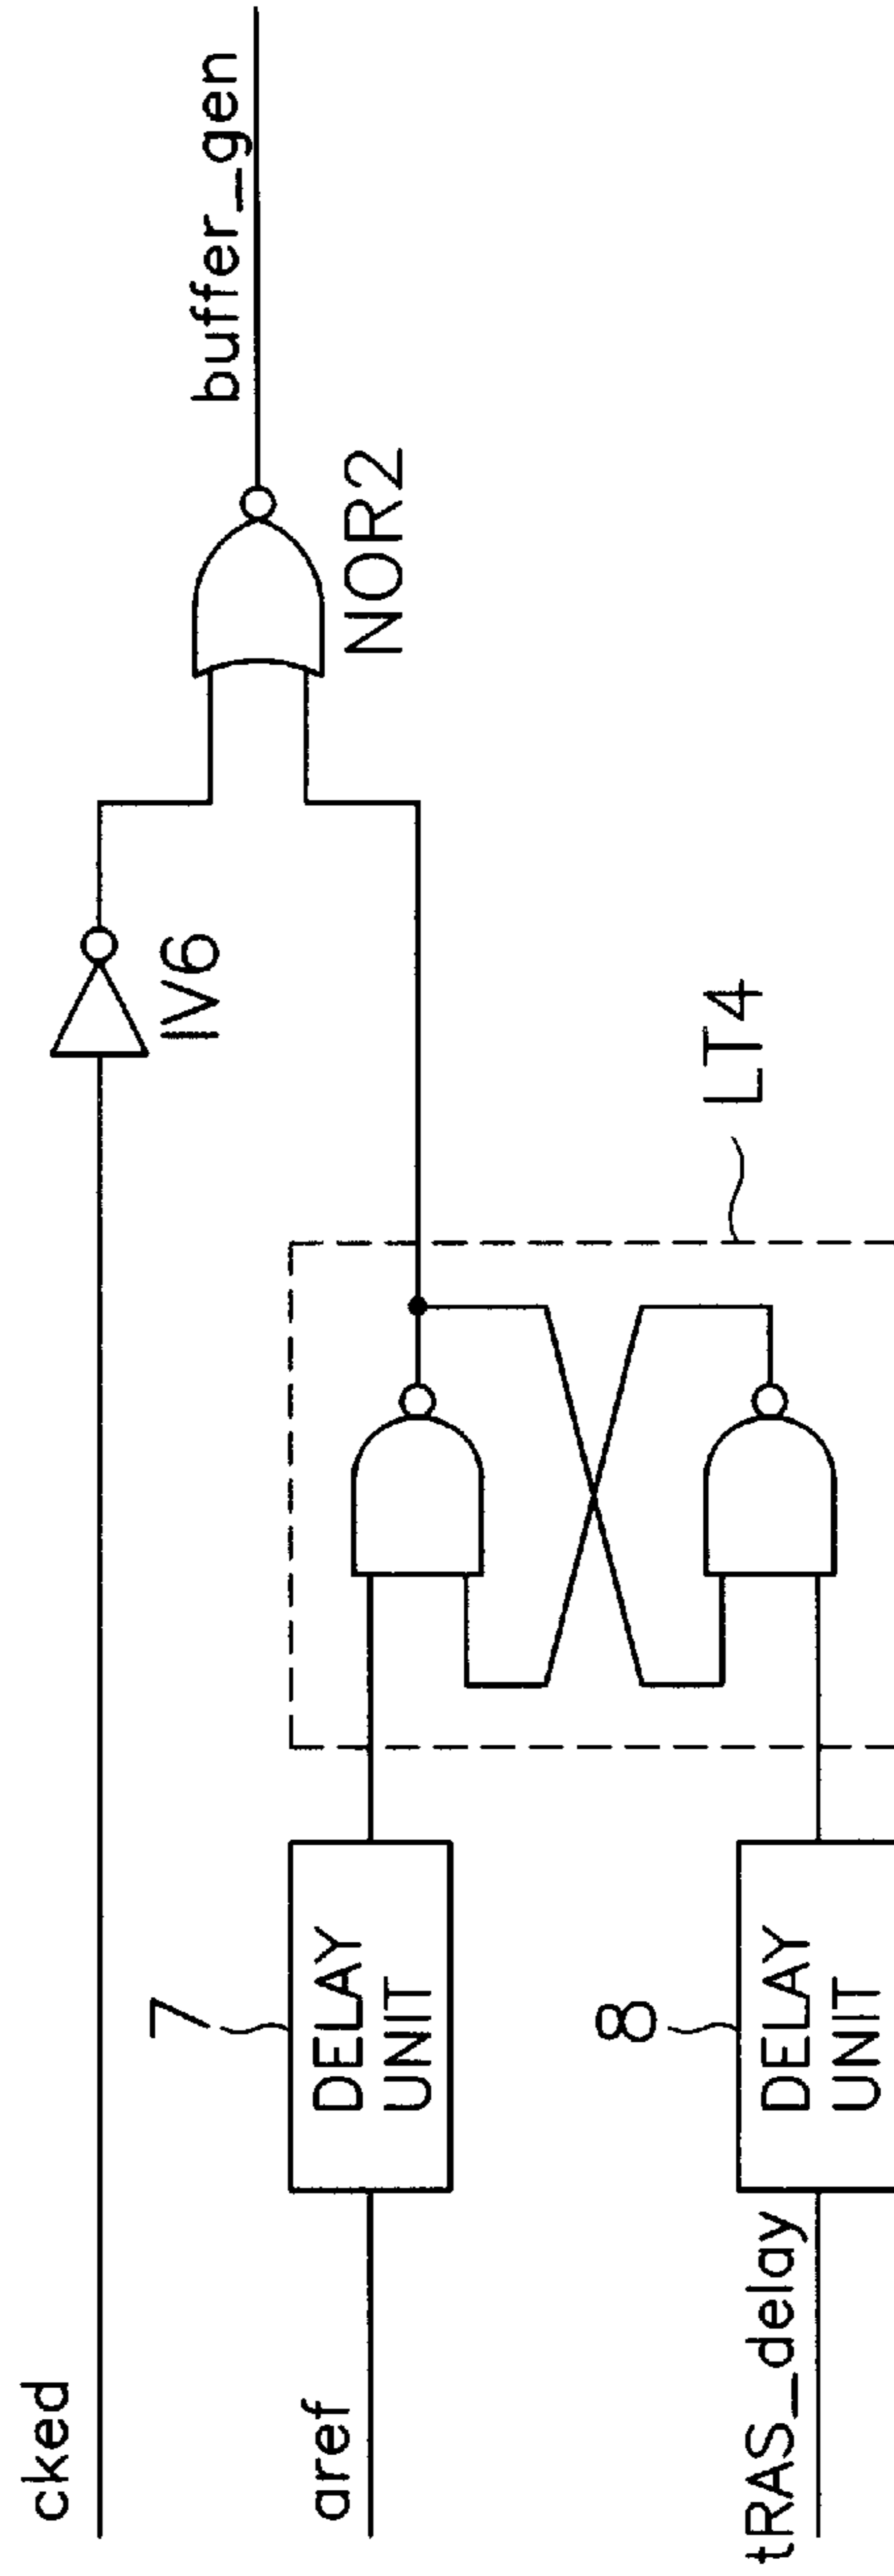 cked
IV6
buffer_gen
NOR2
aref
7
DELAY
UNIT
LT4
tRAS_delay
8
DELAY
UNIT